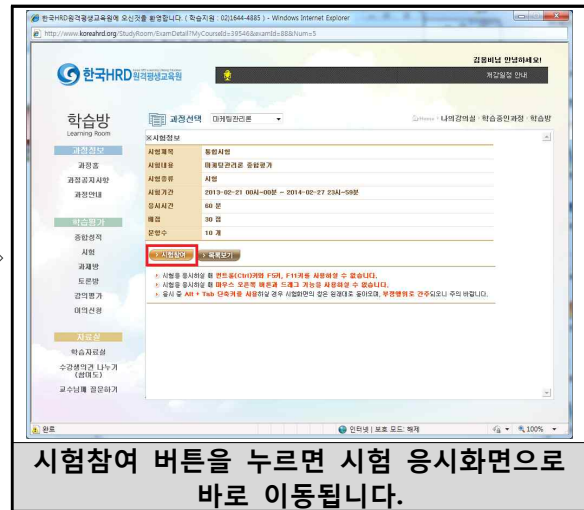 한국HRD원격평생교육원에 오신것을 환영합니다. ( 학습지원 : 02)1644-4885 ) - Windows Internet Explorer
http://www.koreahrd.org/StudyRoom/ExamDetail?MyCourseId=39546&examId=88&iNum=5
한국HRD원격평생교육원
님 안녕하세요!
개강일정 안내
학습방
Learning Room
과정선택 마케팅관리론
Home > 나의강의실 > 학습중인과정 > 학습방
과정정보
과정홈
과정공지사항
과정안내
학습평가
종합성적
시험
과제방
토론방
강의평가
이의신청
자료실
학습자료실
수강생의견 나누기
(참여도)
교수님께 질문하기
※시험정보
시험제목 통합시험
시험내용 마케팅관리론 종합평가
시험종류 시험
시험기간 2013-02-21 00시~00분 ~ 2014-02-27 23시~59분
응시시간 60 분
배점 30 점
문항수 10 개
> 시험참여 > 목록보기
시험을 응시하실 때 컨트롤(Ctrl)키와 F5키, F11키를 사용하실 수 없습니다.
시험을 응시하실 때 마우스 오른쪽 버튼과 드래그 기능을 사용하실 수 없습니다.
응시 중 Alt + Tab 단축키를 사용하실 경우 시험화면의 창은 원래대로 돌아오며, 부정행위로 간주되오니 주의 바랍니다.
완료
인터넷 | 보호 모드: 해제
100%
시험참여 버튼을 누르면 시험 응시화면으로
바로 이동됩니다.